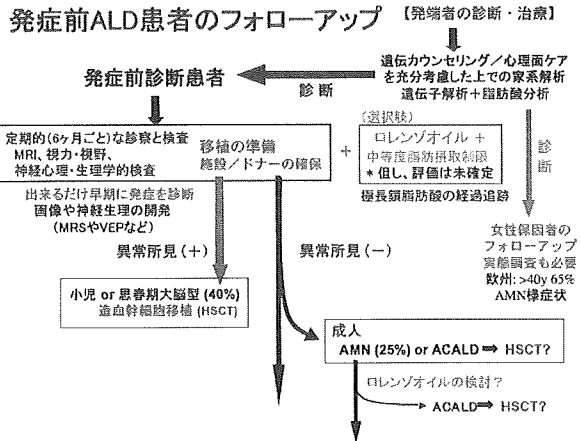 発症前ALD患者のフォローアップ
【発端者の診断・治療】
遺伝カウンセリング/心理面ケア
を充分考慮した上での家系解析
遺伝子解析+脂肪酸分析
診断
発症前診断患者
定期的(6ヶ月ごと)な診察と検査
MRI、視力・視野、
神経心理・生理学的検査
移植の準備
施設/ドナーの確保
+
(選択肢)
ロレンゾオイル +
中等度脂肪摂取制限
* 但し、評価は未確定
極長鎖脂肪酸の経過追跡
診断
出来るだけ早期に発症を診断
画像や神経生理の開発
(MRSやVEPなど)
異常所見(+)
異常所見(-)
女性保因者の
フォローアップ
実態調査も必要
欧州: >40y 65%
AMN様症状
小児 or 思春期大脳型 (40%)
造血幹細胞移植 (HSCT)
成人
AMN (25%) or ACALD ➡ HSCT?
ロレンゾオイルの検討?
ACALD ➡ HSCT?